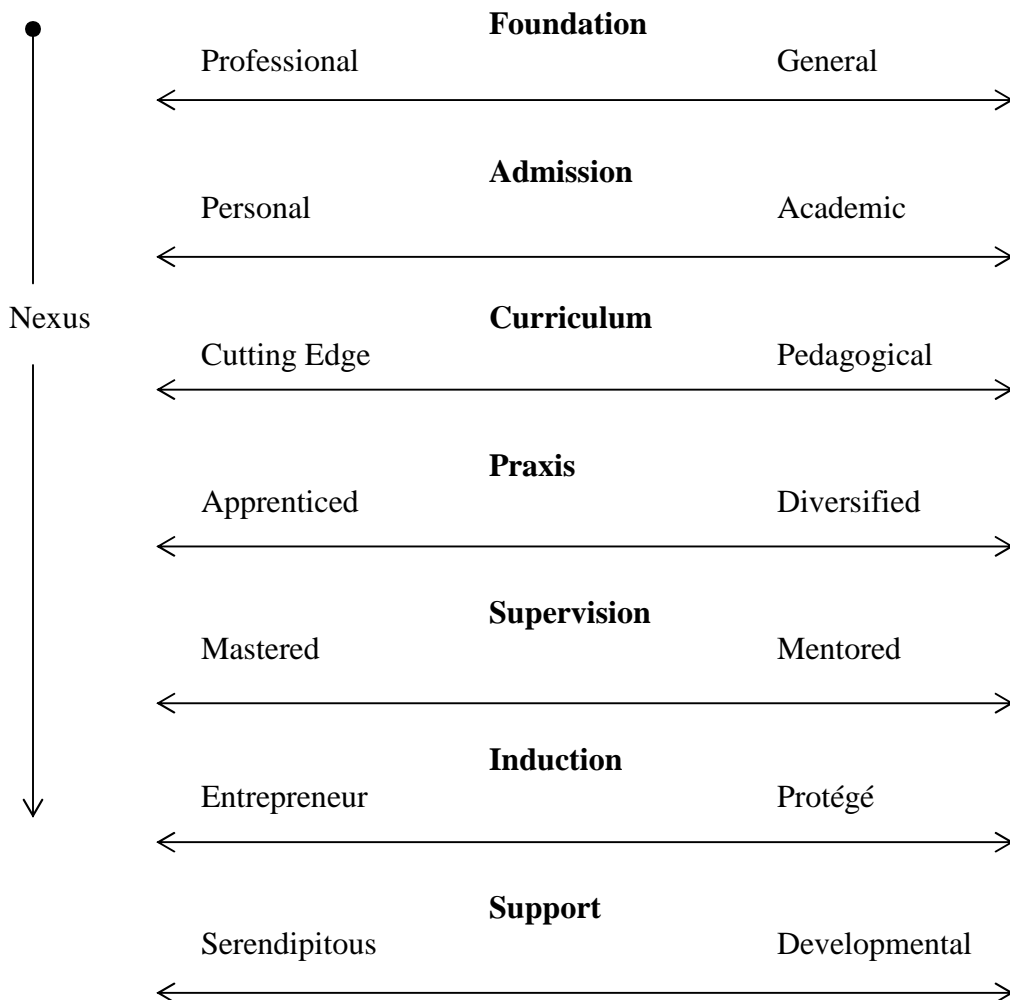 Foundation
Professional General
Admission
Personal Academic
Nexus
Curriculum
Cutting Edge Pedagogical
Praxis
Apprenticed Diversified
Supervision
Mastered Mentored
Induction
Entrepreneur Protégé
Support
Serendipitous Developmental